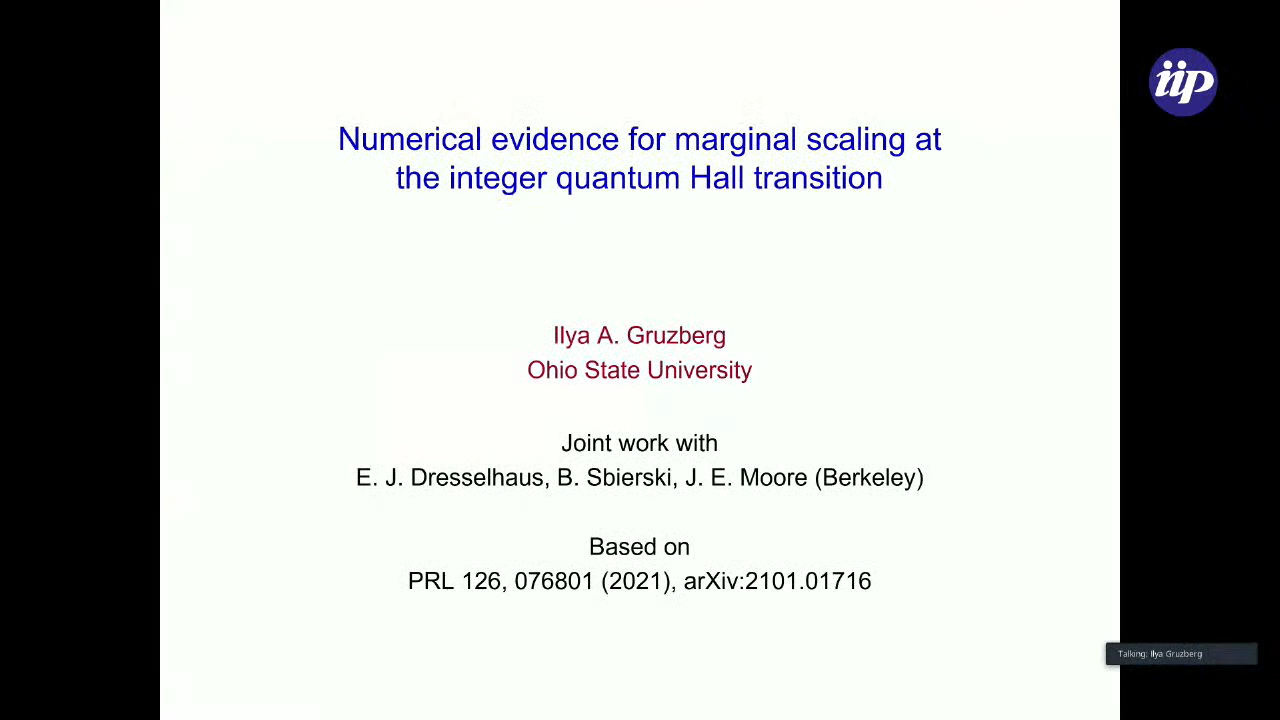 iip
Numerical evidence for marginal scaling at
the integer quantum Hall transition
Ilya A. Gruzberg
Ohio State University
Joint work with
E. J. Dresselhaus, B. Sbierski, J. E. Moore (Berkeley)
Based on
PRL 126, 076801 (2021), arXiv:2101.01716
Talking: Ilya Gruzberg